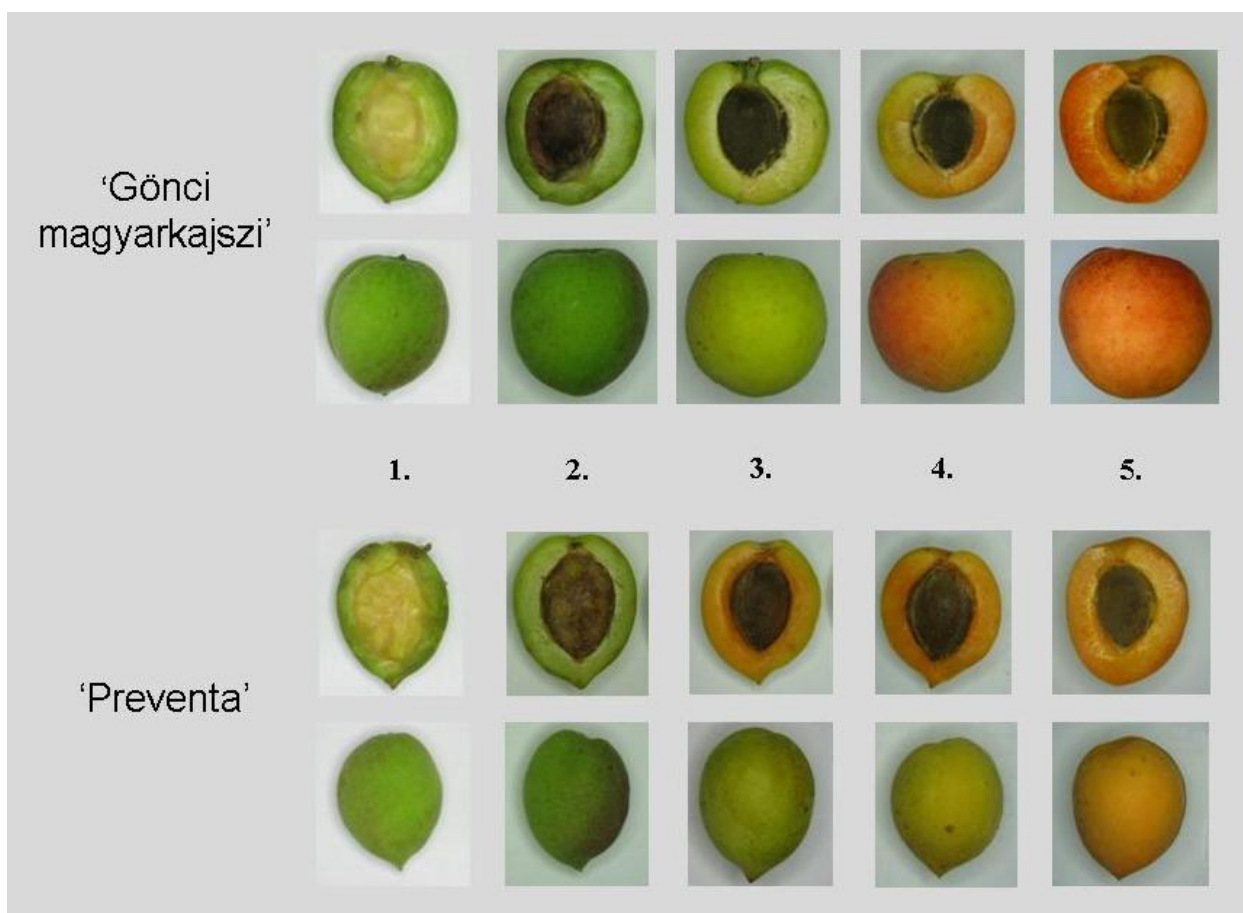 ‘Gönci
magyarkajszi’
1. 2. 3. 4. 5.
‘Preventa’